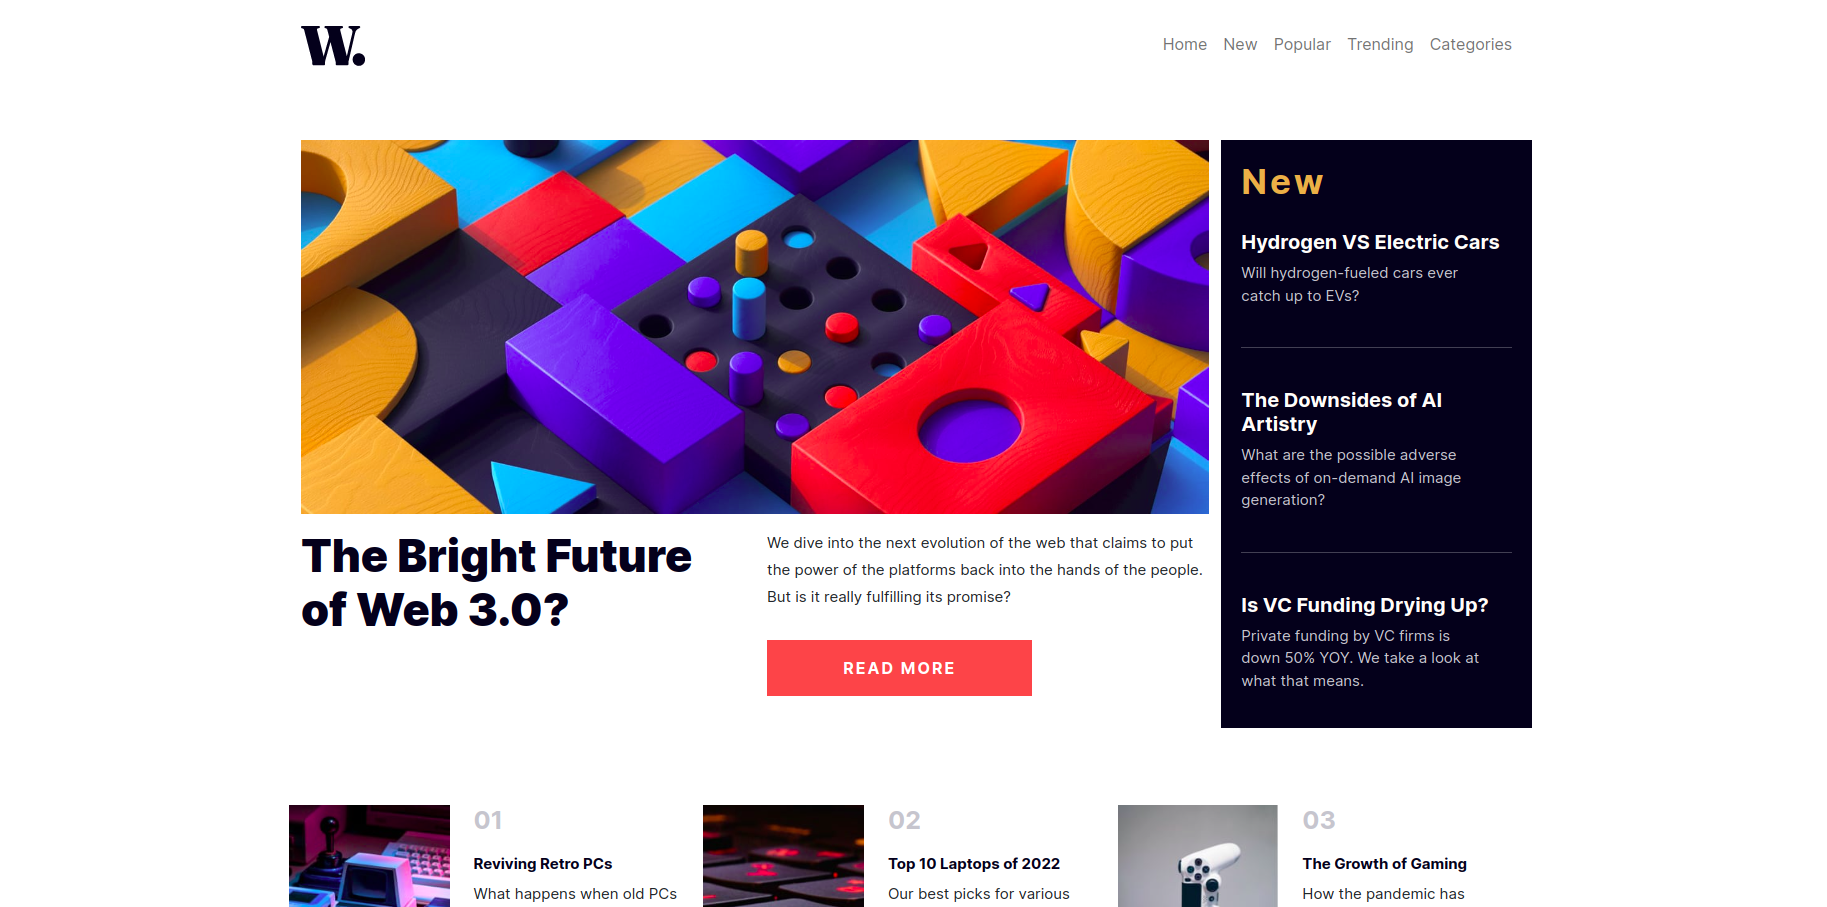 W.
Home New Popular Trending Categories
New
Hydrogen VS Electric Cars
Will hydrogen-fueled cars ever
catch up to EVs?
The Downsides of AI
Artistry
What are the possible adverse
effects of on-demand AI image
generation?
Is VC Funding Drying Up?
Private funding by VC firms is
down 50% YOY. We take a look at
what that means.
The Bright Future
of Web 3.0?
We dive into the next evolution of the web that claims to put
the power of the platforms back into the hands of the people.
But is it really fulfilling its promise?
READ MORE
01
Reviving Retro PCs
What happens when old PCs
02
Top 10 Laptops of 2022
Our best picks for various
03
The Growth of Gaming
How the pandemic has